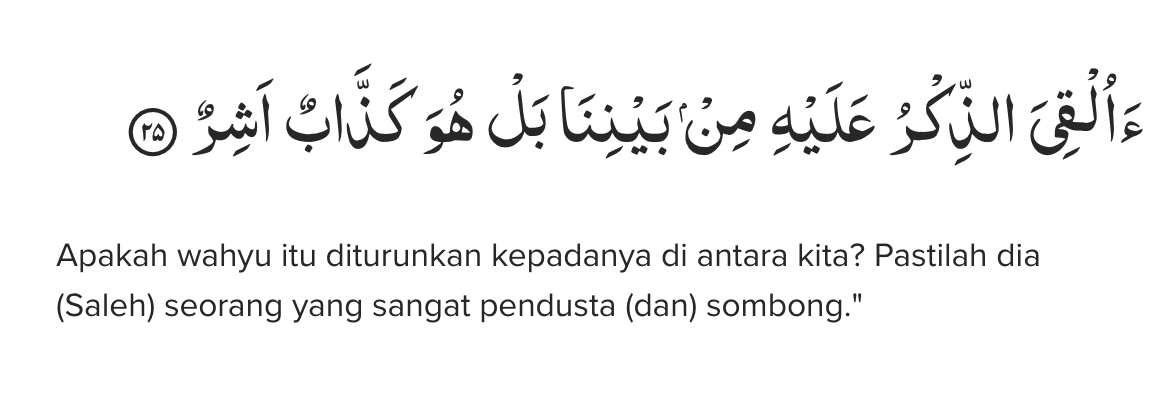 ءَاُلْقِيَ الذِّكْرُ عَلَيْهِ مِنْۢ بَيْنِنَا بَلْ هُوَ كَذَّابٌ اَشِرٌ ٢٥
Apakah wahyu itu diturunkan kepadanya di antara kita? Pastilah dia
(Saleh) seorang yang sangat pendusta (dan) sombong."